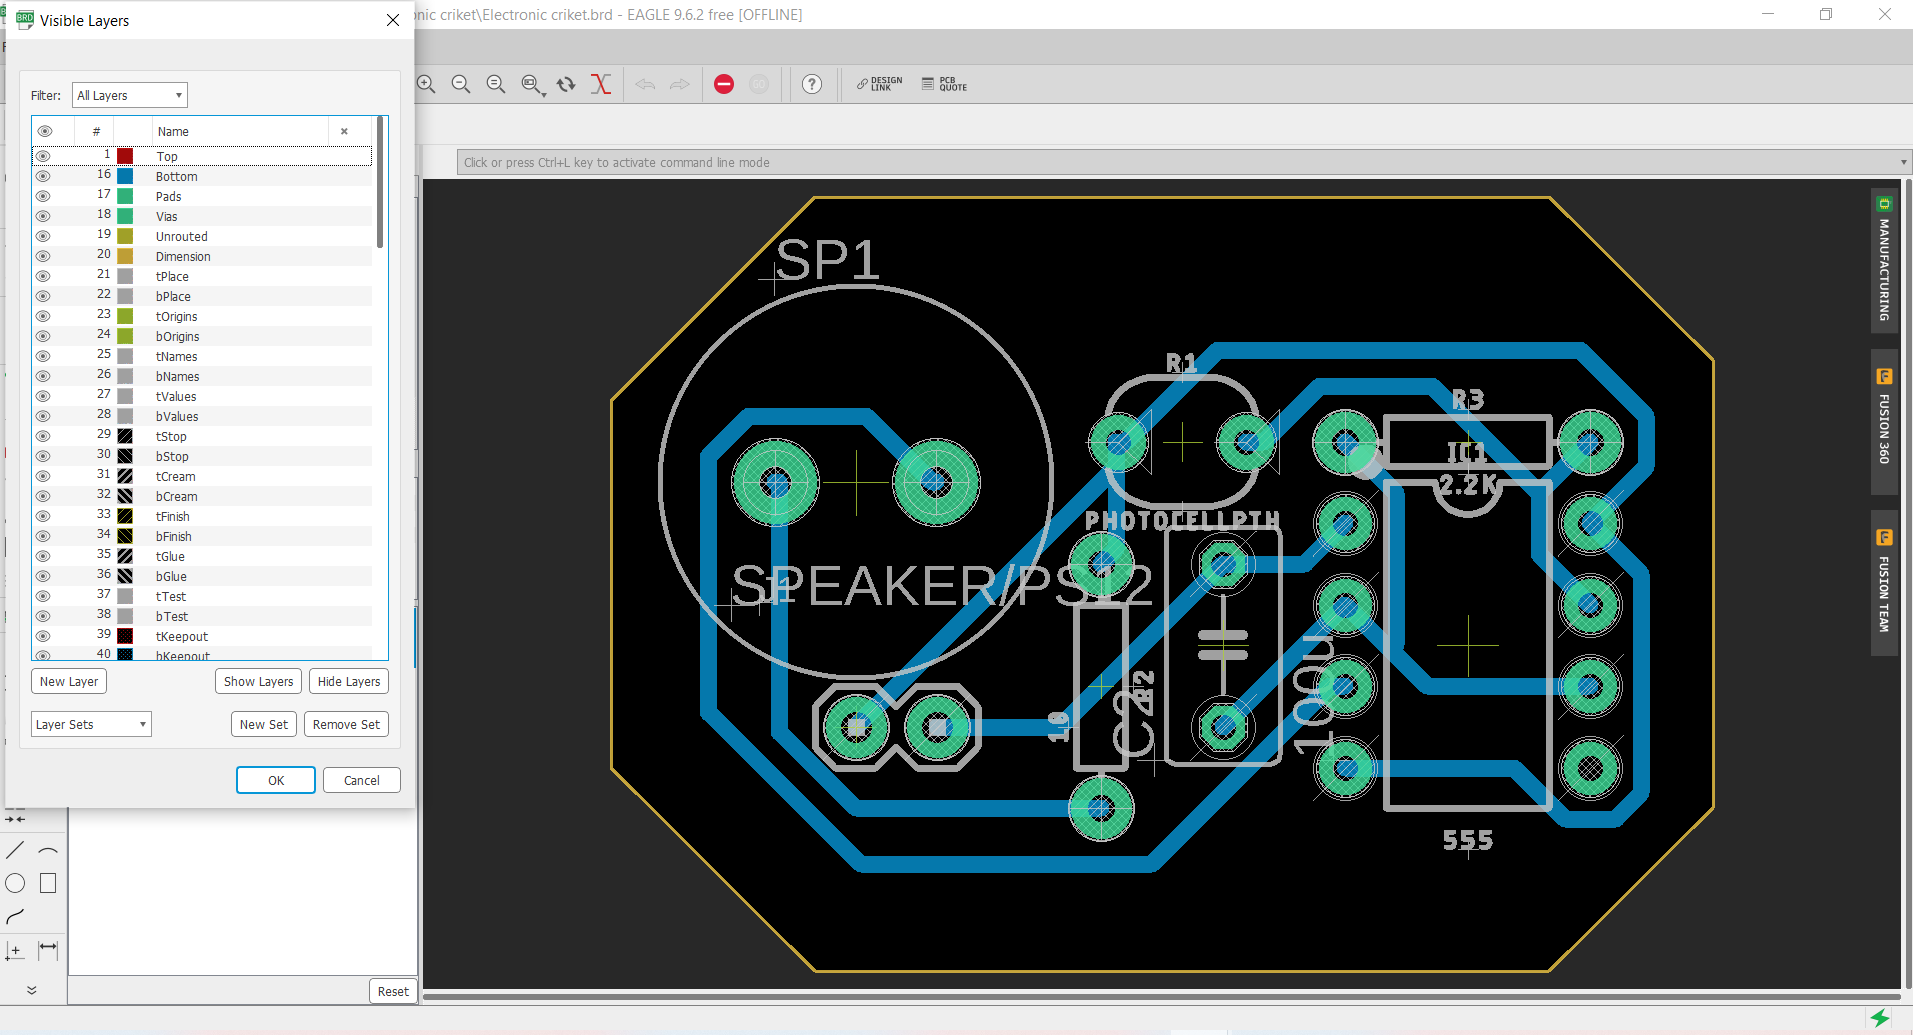 Visible Layers
onic criket\Electronic criket.brd - EAGLE 9.6.2 free [OFFLINE]
Filter:
All Layers
DESIGN LINK
PCB QUOTE
# Name
Click or press Ctrl+L key to activate command line mode
1 Top
16 Bottom
17 Pads
18 Vias
19 Unrouted
20 Dimension
21 tPlace
22 bPlace
23 tOrigins
24 bOrigins
25 tNames
26 bNames
27 tValues
28 bValues
29 tStop
30 bStop
31 tCream
32 bCream
33 tFinish
34 bFinish
35 tGlue
36 bGlue
37 tTest
38 bTest
39 tKeepout
40 bKeepout
New Layer
Show Layers
Hide Layers
Layer Sets
New Set
Remove Set
OK
Cancel
Reset
SP1
SPEAKER/PS12
J1
R1
PHOTOCELLPTH
R3
IC1
2.2K
R2
10
C2
100u
555
MANUFACTURING
FUSION 360
FUSION TEAM